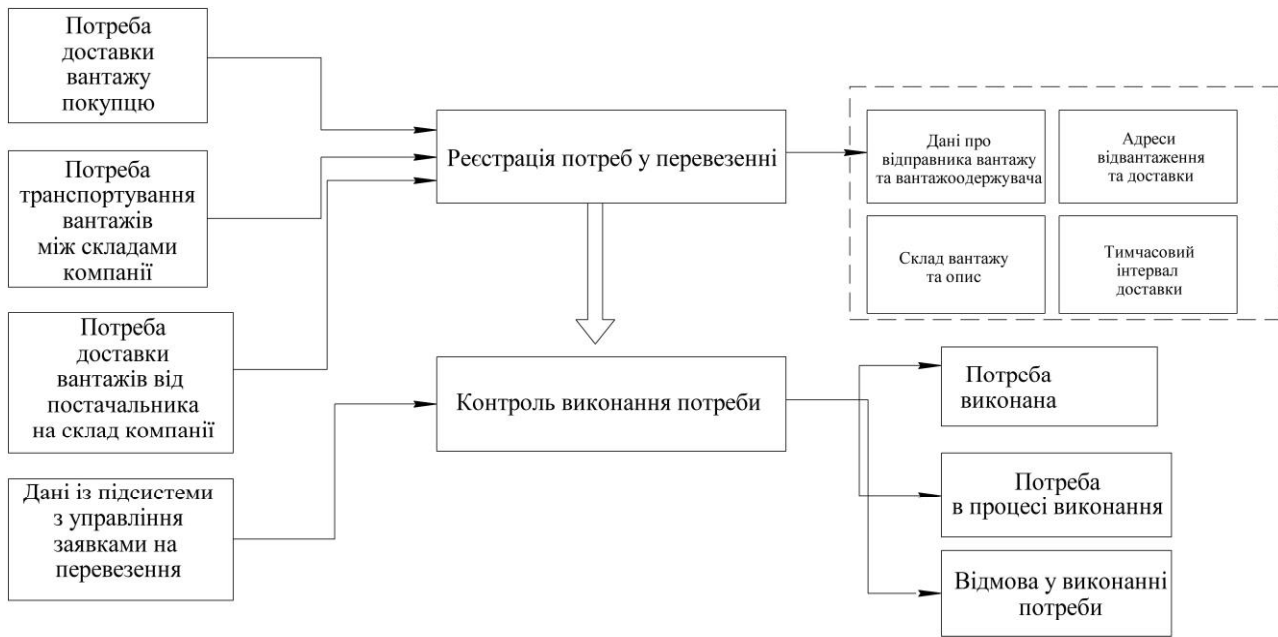 Потреба
доставки
вантажу
покупцю
Потреба
транспортування
вантажів
між складами
компанії
Потреба
доставки
вантажів від
постачальника
на склад компанії
Дані із підсистеми
з управління
заявками на
перевезення
Реєстрація потреб у перевезенні
Контроль виконання потреби
Дані про
відправника вантажу
та вантажоодержувача
Адреси
відвантаження
та доставки
Склад вантажу
та опис
Тимчасовий
інтервал
доставки
Потреба
виконана
Потреба
в процесі виконання
Відмова у виконанні
потреби